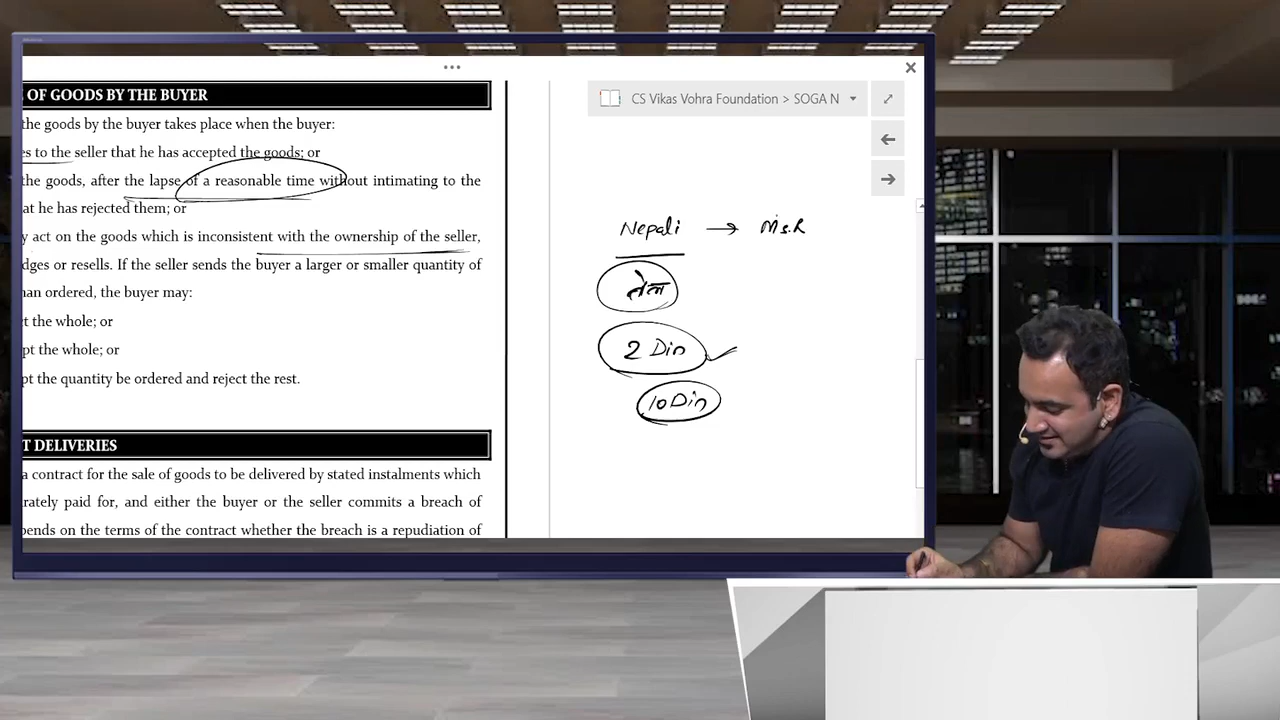 OF GOODS BY THE BUYER
the goods by the buyer takes place when the buyer:
es to the seller that he has accepted the goods; or
the goods, after the lapse of a reasonable time without intimating to the
at he has rejected them; or
y act on the goods which is inconsistent with the ownership of the seller,
dges or resells. If the seller sends the buyer a larger or smaller quantity of
han ordered, the buyer may:
t the whole; or
pt the whole; or
pt the quantity be ordered and reject the rest.
T DELIVERIES
a contract for the sale of goods to be delivered by stated instalments which
rately paid for, and either the buyer or the seller commits a breach of
pends on the terms of the contract whether the breach is a repudiation of
CS Vikas Vohra Foundation > SOGA N
Nepali →
तेल
2 Din
10 Din